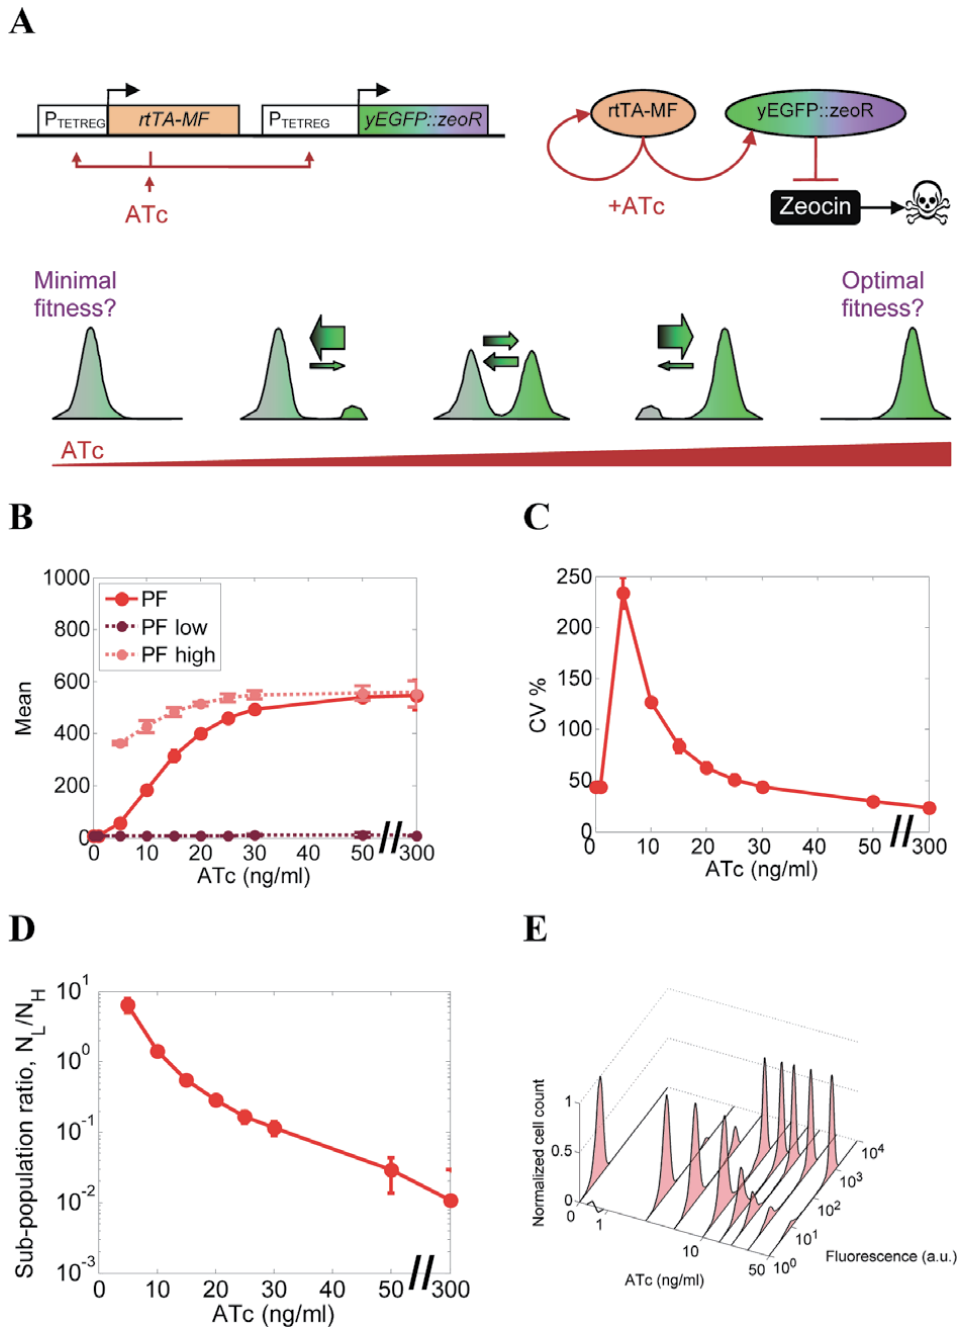 A
PTETREG
rtTA-MF
PTETREG
yEGFP::zeoR
ATc
rtTA-MF
yEGFP::zeoR
+ATc
Zeocin
Minimal
fitness?
Optimal
fitness?
ATc
B
1000
800
600
400
200
0
Mean
PF
PF low
PF high
0 10 20 30 40 50 300
ATc (ng/ml)
C
250
200
150
100
50
0
CV %
0 10 20 30 40 50 300
ATc (ng/ml)
D
10^1
10^0
10^-1
10^-2
10^-3
Sub-population ratio, NL/NH
0 10 20 30 40 50 300
ATc (ng/ml)
E
Normalized cell count
1
0.5
0
0 1 10 50
ATc (ng/ml)
10^0 10^1 10^2 10^3 10^4
Fluorescence (a.u.)